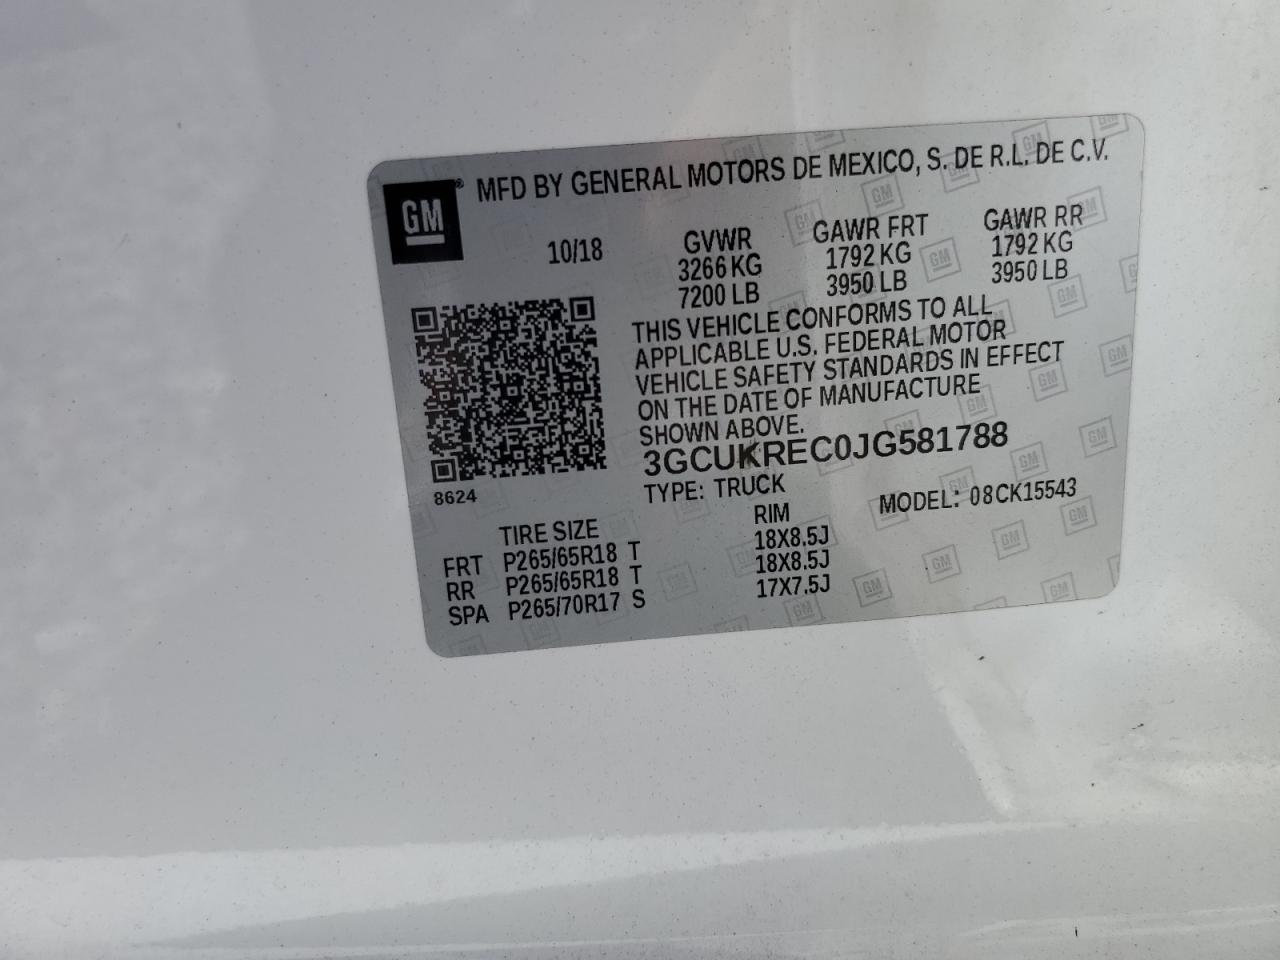 GM ® MFD BY GENERAL MOTORS DE MEXICO, S. DE R.L. DE C.V.
10/18 GVWR GAWR FRT GAWR RR
3266 KG 1792 KG 1792 KG
7200 LB 3950 LB 3950 LB
THIS VEHICLE CONFORMS TO ALL
APPLICABLE U.S. FEDERAL MOTOR
VEHICLE SAFETY STANDARDS IN EFFECT
ON THE DATE OF MANUFACTURE
SHOWN ABOVE.
3GCUKREC0JG581788
8624 TYPE: TRUCK MODEL: 08CK15543
TIRE SIZE RIM
FRT P265/65R18 T 18X8.5J
RR P265/65R18 T 18X8.5J
SPA P265/70R17 S 17X7.5J